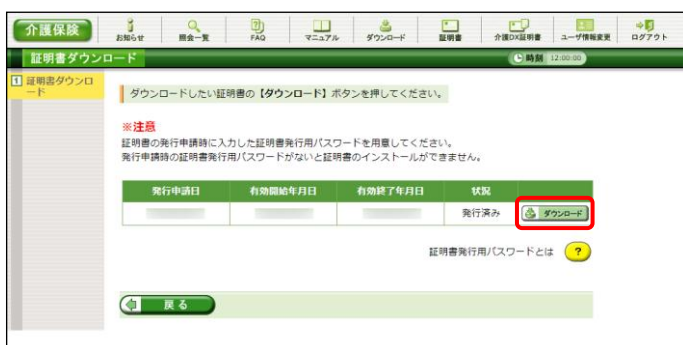 介護保険
お知らせ 照会一覧 FAQ マニュアル ダウンロード 証明書 介護DX証明書 ユーザ情報変更 ログアウト
証明書ダウンロード
時刻 12:00:00
1 証明書ダウンロ
ード
ダウンロードしたい証明書の【ダウンロード】ボタンを押してください。
※注意
証明書の発行申請時に入力した証明書発行用パスワードを用意してください。
発行申請時の証明書発行用パスワードがないと証明書のインストールができません。
発行申請日 有効開始年月日 有効終了年月日 状況
発行済み ダウンロード
証明書発行用パスワードとは ?
戻る